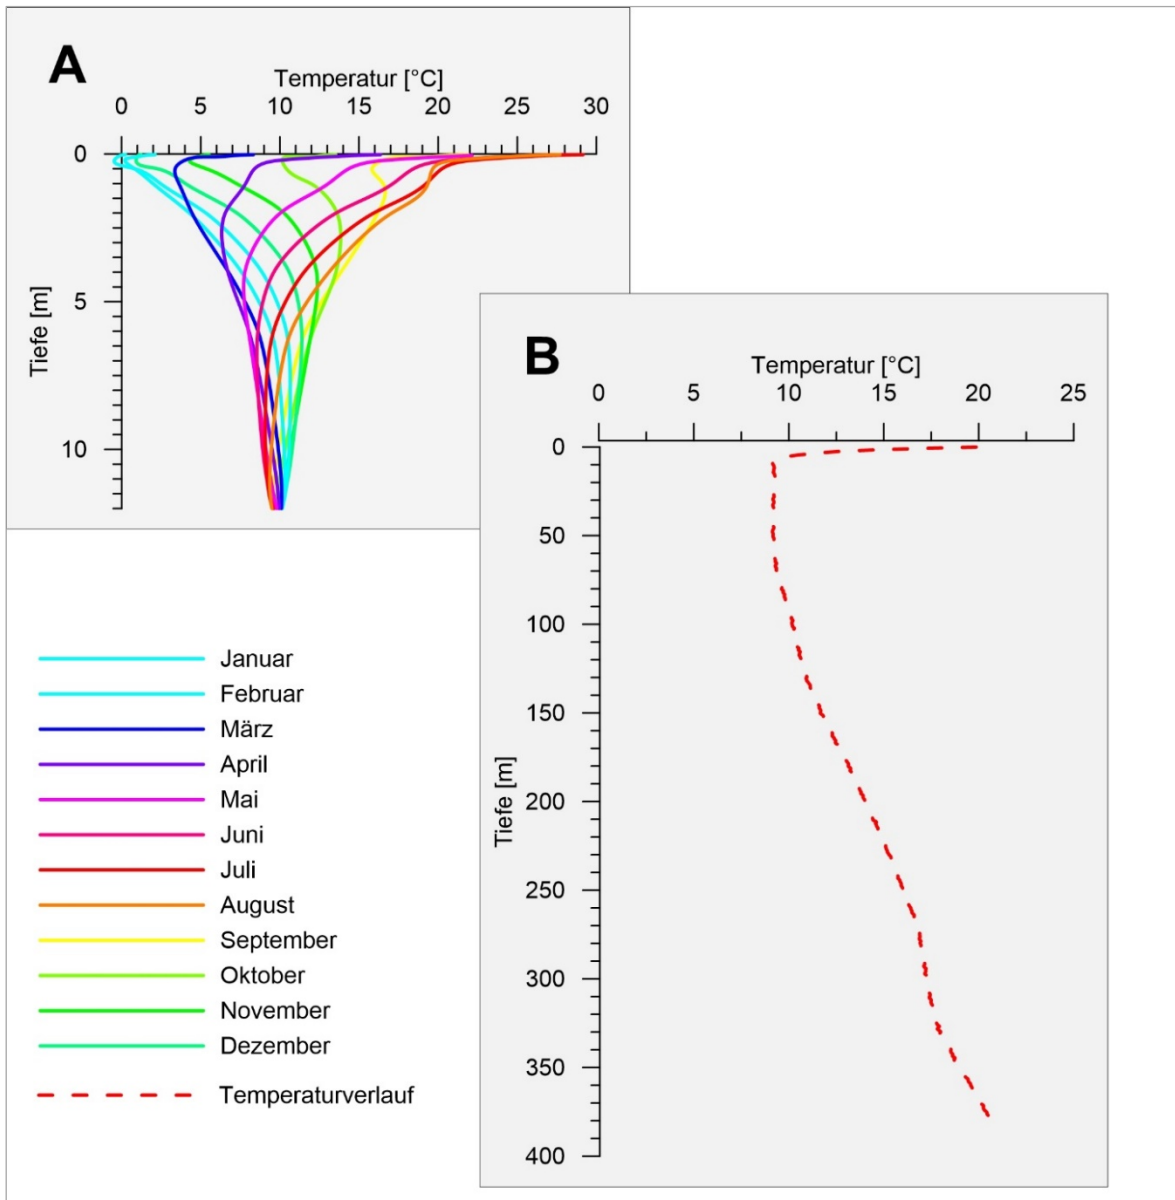 A
Temperatur [°C]
0 5 10 15 20 25 30
0
5
10
Tiefe [m]
B
Temperatur [°C]
0 5 10 15 20 25
0
50
100
150
200
250
300
350
400
Tiefe [m]
Januar
Februar
März
April
Mai
Juni
Juli
August
September
Oktober
November
Dezember
Temperaturverlauf